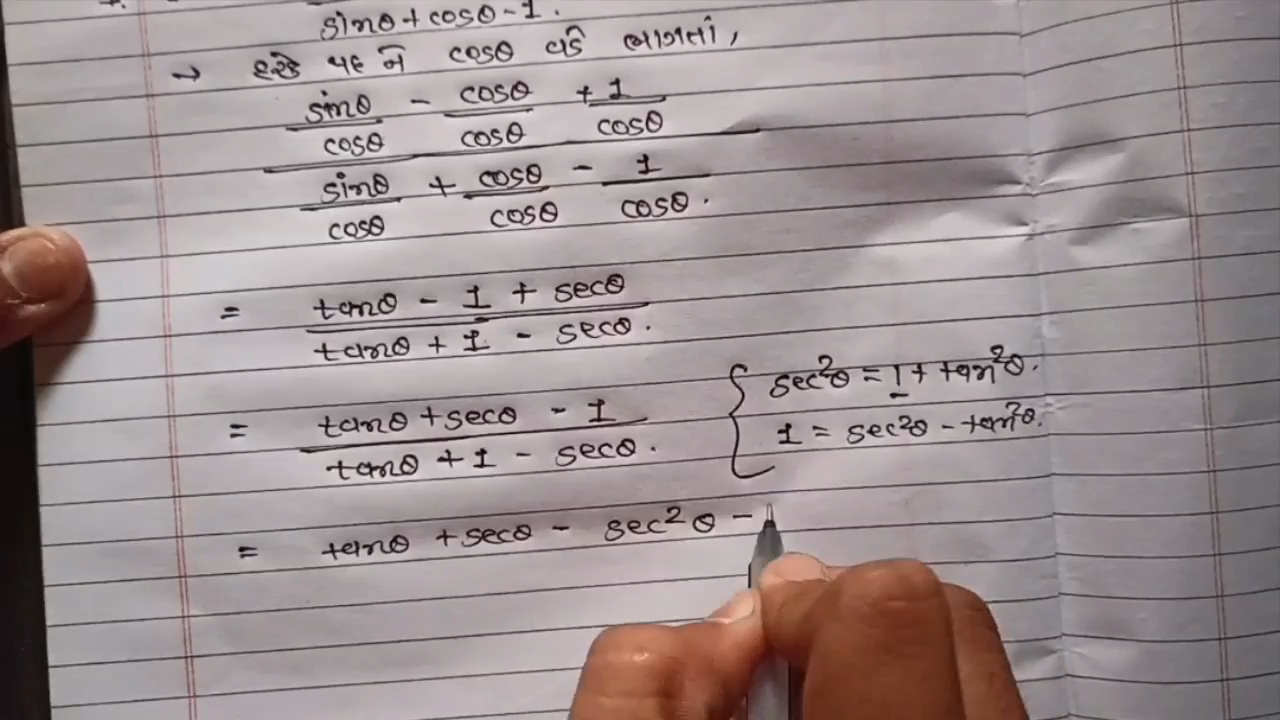 sinθ + cosθ - 1.
→ દરેક પદ ને cosθ વડે ભાગતાં,
sinθ/cosθ - cosθ/cosθ + 1/cosθ
sinθ/cosθ + cosθ/cosθ - 1/cosθ.
= tanθ - 1 + secθ
tanθ + 1 - secθ.
= tanθ + secθ - 1
tanθ + 1 - secθ.
{ sec²θ = 1 + tan²θ.
1 = sec²θ - tan²θ.
= tanθ + secθ - sec²θ -